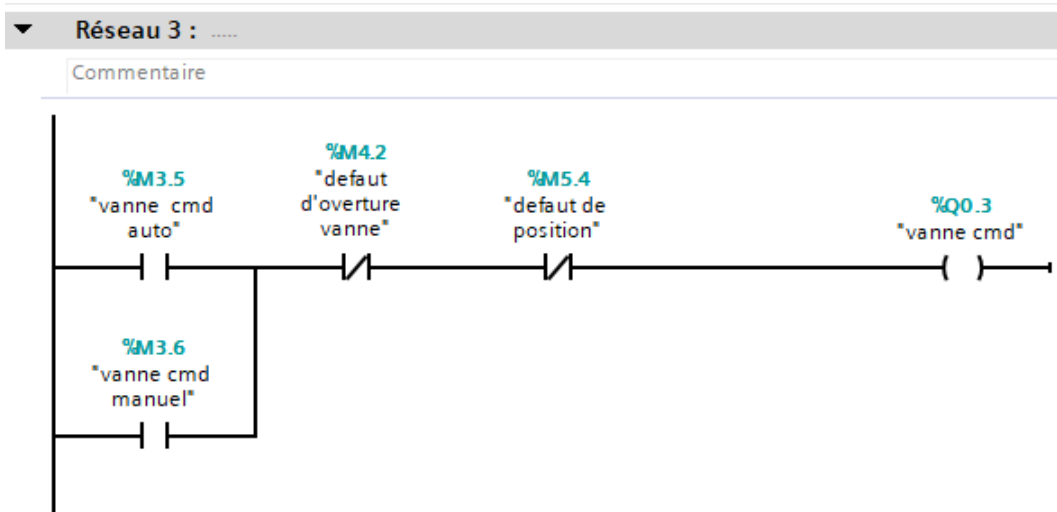 Réseau 3 : .....
Commentaire
%M3.5
"vanne cmd
auto"
%M4.2
"defaut
d'overture
vanne"
%M5.4
"defaut de
position"
%Q0.3
"vanne cmd"
%M3.6
"vanne cmd
manuel"